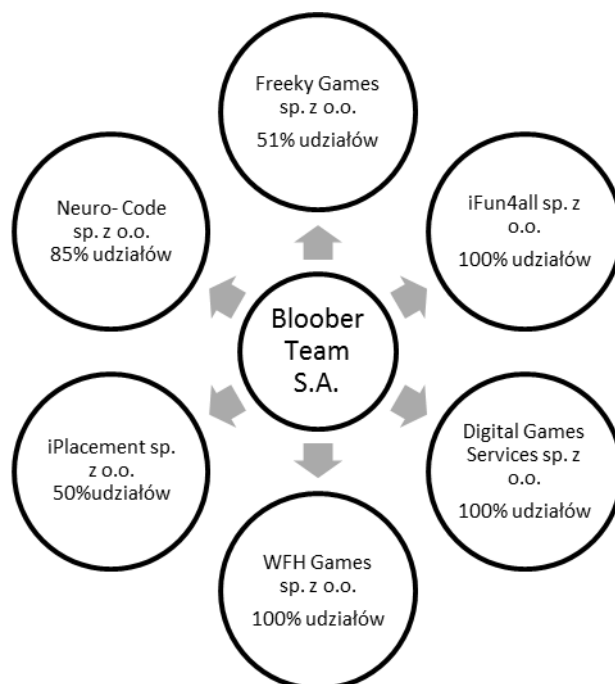 Freeky Games
sp. z o.o.
51% udziałów
iFun4all sp. z
o.o.
100% udziałów
Digital Games
Services sp. z
o.o.
100% udziałów
WFH Games
sp. z o.o.
100% udziałów
iPlacement sp.
z o.o.
50%udziałów
Neuro- Code
sp. z o.o.
85% udziałów
Bloober
Team
S.A.